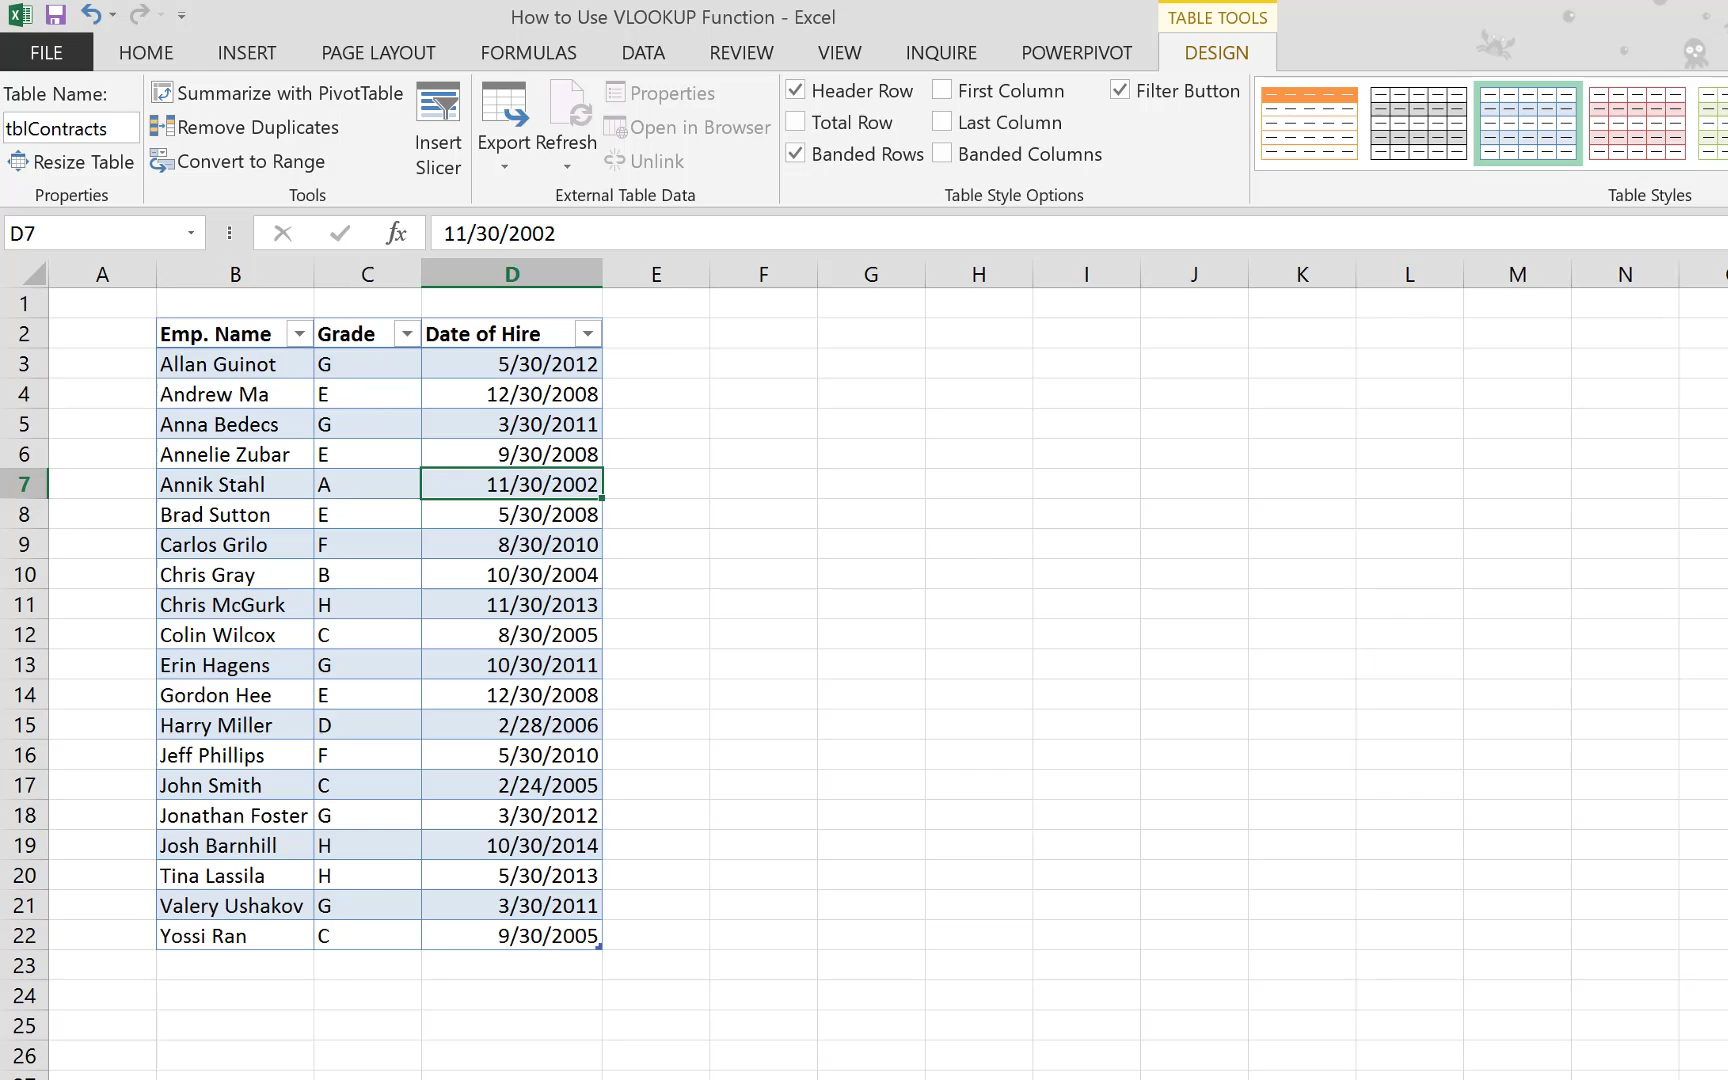 How to Use VLOOKUP Function - Excel
TABLE TOOLS
FILE HOME INSERT PAGE LAYOUT FORMULAS DATA REVIEW VIEW INQUIRE POWERPIVOT DESIGN
Table Name:
tblContracts
Resize Table
Properties
Summarize with PivotTable
Remove Duplicates
Convert to Range
Tools
Insert
Slicer
Export Refresh
Properties
Open in Browser
Unlink
External Table Data
Header Row First Column Filter Button
Total Row Last Column
Banded Rows Banded Columns
Table Style Options
Table Styles
D7 fx 11/30/2002
A B C D E F G H I J K L M N
1
2 Emp. Name Grade Date of Hire
3 Allan Guinot G 5/30/2012
4 Andrew Ma E 12/30/2008
5 Anna Bedecs G 3/30/2011
6 Annelie Zubar E 9/30/2008
7 Annik Stahl A 11/30/2002
8 Brad Sutton E 5/30/2008
9 Carlos Grilo F 8/30/2010
10 Chris Gray B 10/30/2004
11 Chris McGurk H 11/30/2013
12 Colin Wilcox C 8/30/2005
13 Erin Hagens G 10/30/2011
14 Gordon Hee E 12/30/2008
15 Harry Miller D 2/28/2006
16 Jeff Phillips F 5/30/2010
17 John Smith C 2/24/2005
18 Jonathan Foster G 3/30/2012
19 Josh Barnhill H 10/30/2014
20 Tina Lassila H 5/30/2013
21 Valery Ushakov G 3/30/2011
22 Yossi Ran C 9/30/2005
23
24
25
26